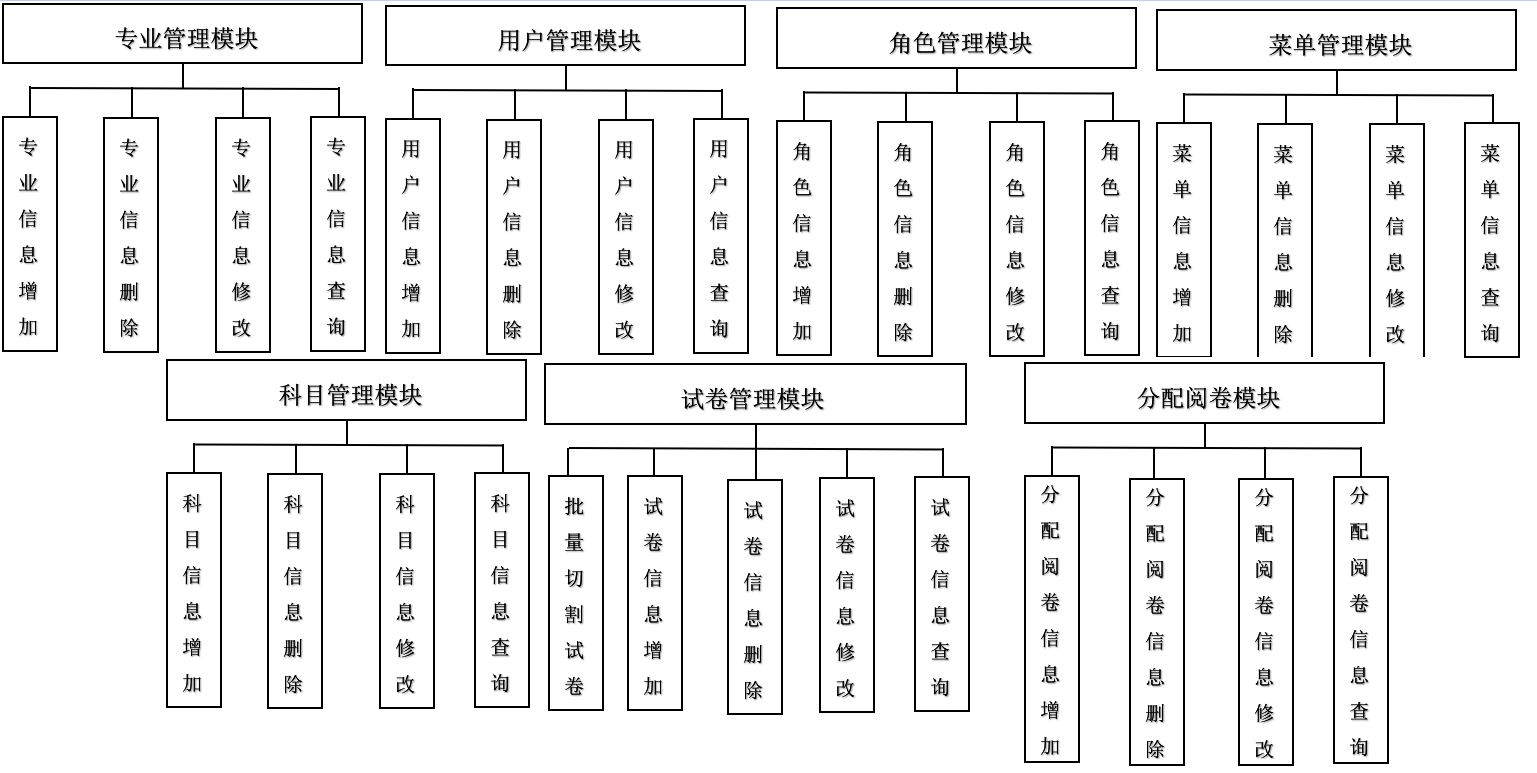 专业管理模块
用户管理模块
角色管理模块
菜单管理模块
专业信息增加
专业信息删除
专业信息修改
专业信息查询
用户信息增加
用户信息删除
用户信息修改
用户信息查询
角色信息增加
角色信息删除
角色信息修改
角色信息查询
菜单信息增加
菜单信息删除
菜单信息修改
菜单信息查询
科目管理模块
试卷管理模块
分配阅卷模块
科目信息增加
科目信息删除
科目信息修改
科目信息查询
批量切割试卷
试卷信息增加
试卷信息删除
试卷信息修改
试卷信息查询
分配阅卷信息增加
分配阅卷信息删除
分配阅卷信息修改
分配阅卷信息查询